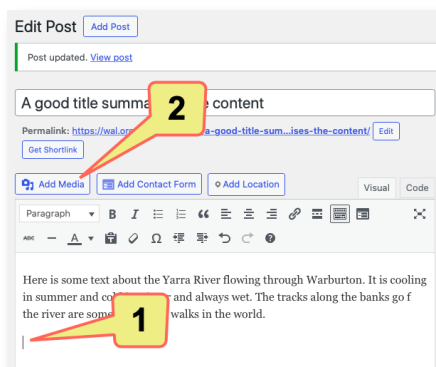 Edit Post Add Post
Post updated. View post
A good title summa content
2
Permalink: https://wal.or a-good-title-sum...ises-the-content/ Edit
Get Shortlink
Add Media Add Contact Form Add Location Visual Code
Paragraph B I
ABC A Ω
Here is some text about the Yarra River flowing through Warburton. It is cooling
in summer and and always wet. The tracks along the banks go f
the river are walks in the world.
1